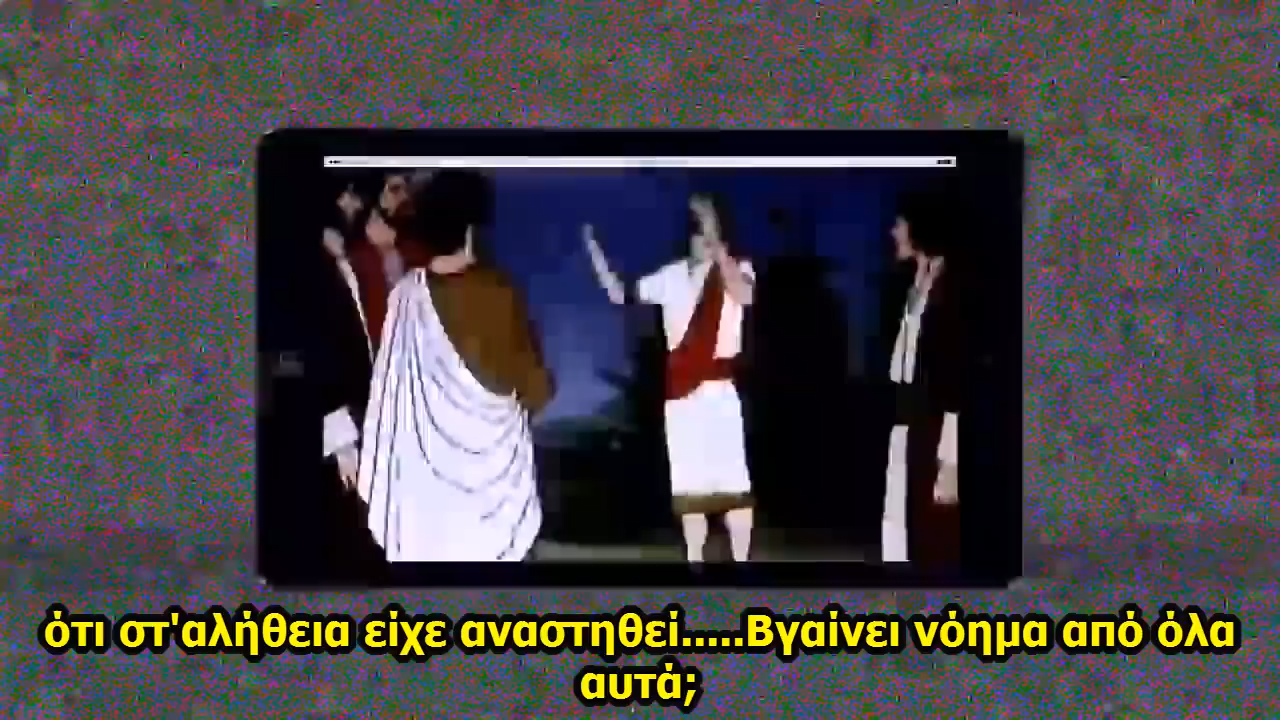 ότι στ'αλήθεια είχε αναστηθεί.....Βγαίνει νόημα από όλα
αυτά;